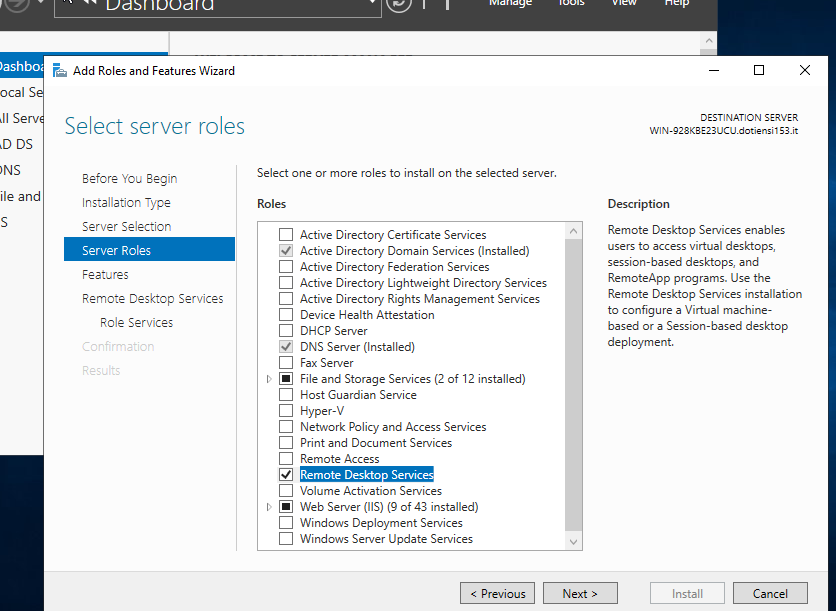 Dashboard
Manage Tools View Help
Dashboa
ocal Se
ll Serve
AD DS
DNS
ile and
S
Add Roles and Features Wizard
Select server roles
DESTINATION SERVER
WIN-928KBE23UCU.dotiensi153.it
Before You Begin
Installation Type
Server Selection
Server Roles
Features
Remote Desktop Services
Role Services
Confirmation
Results
Select one or more roles to install on the selected server.
Roles
Active Directory Certificate Services
Active Directory Domain Services (Installed)
Active Directory Federation Services
Active Directory Lightweight Directory Services
Active Directory Rights Management Services
Device Health Attestation
DHCP Server
DNS Server (Installed)
Fax Server
File and Storage Services (2 of 12 installed)
Host Guardian Service
Hyper-V
Network Policy and Access Services
Print and Document Services
Remote Access
Remote Desktop Services
Volume Activation Services
Web Server (IIS) (9 of 43 installed)
Windows Deployment Services
Windows Server Update Services
Description
Remote Desktop Services enables
users to access virtual desktops,
session-based desktops, and
RemoteApp programs. Use the
Remote Desktop Services installation
to configure a Virtual machine-
based or a Session-based desktop
deployment.
< Previous
Next >
Install
Cancel